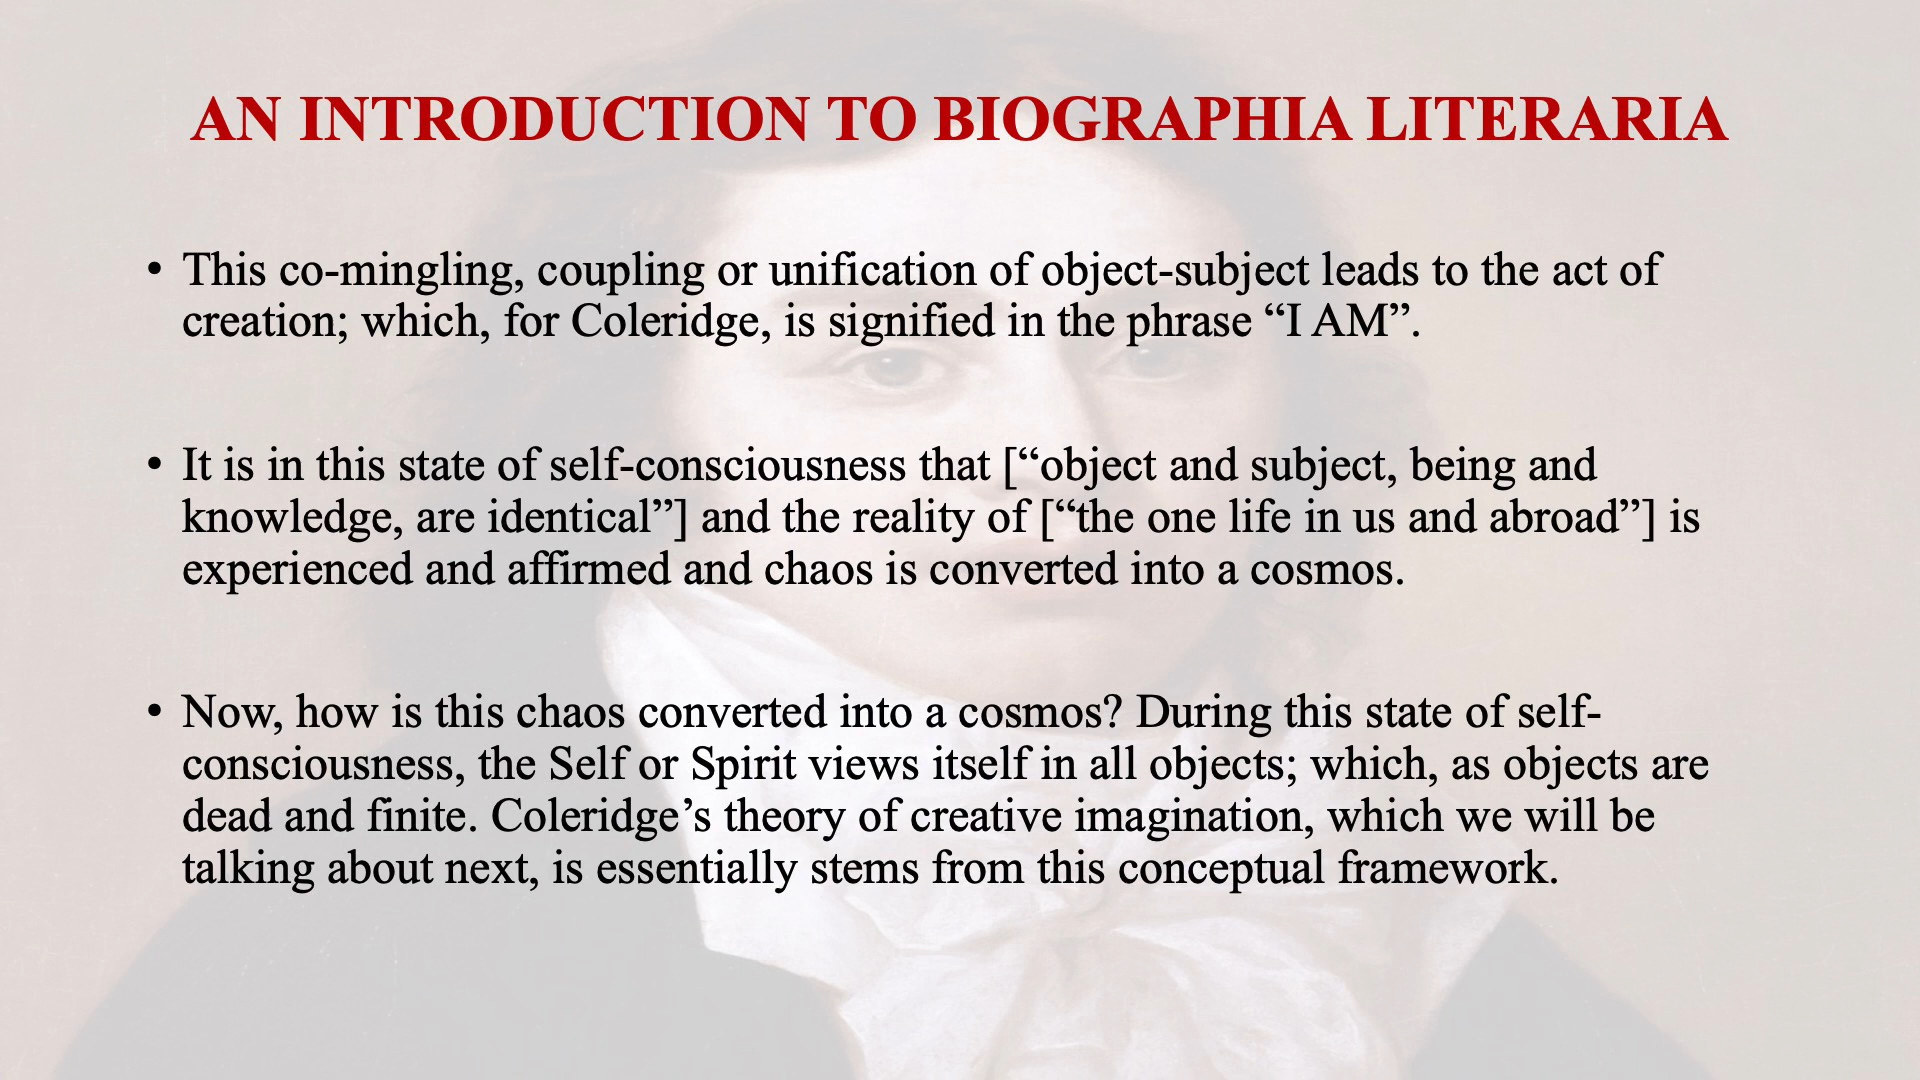 AN INTRODUCTION TO BIOGRAPHIA LITERARIA
• This co-mingling, coupling or unification of object-subject leads to the act of
creation; which, for Coleridge, is signified in the phrase “I AM”.
• It is in this state of self-consciousness that [“object and subject, being and
knowledge, are identical”] and the reality of [“the one life in us and abroad”] is
experienced and affirmed and chaos is converted into a cosmos.
• Now, how is this chaos converted into a cosmos? During this state of self-
consciousness, the Self or Spirit views itself in all objects; which, as objects are
dead and finite. Coleridge’s theory of creative imagination, which we will be
talking about next, is essentially stems from this conceptual framework.